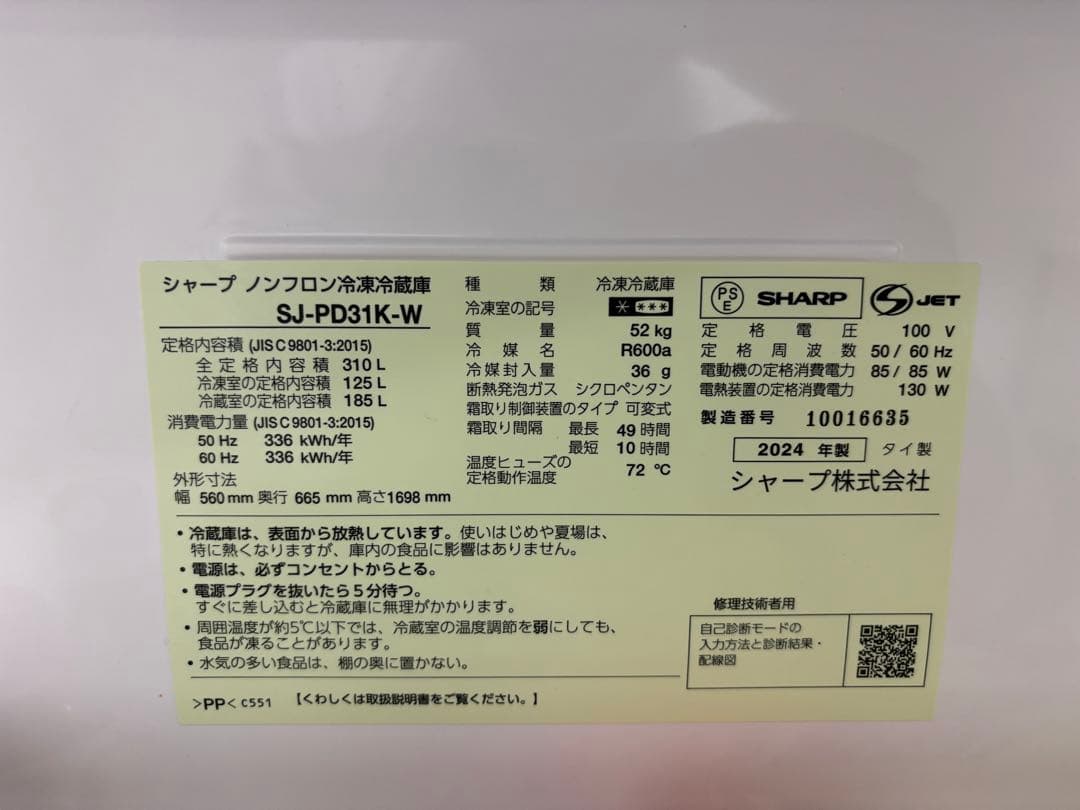 シャープ ノンフロン冷凍冷蔵庫
SJ-PD31K-W
定格内容積 (JIS C 9801-3:2015)
全定格内容積 310 L
冷凍室の定格内容積 125 L
冷蔵室の定格内容積 185 L
消費電力量 (JIS C 9801-3:2015)
50 Hz 336 kWh/年
60 Hz 336 kWh/年
外形寸法
幅 560 mm 奥行 665 mm 高さ1698 mm
種類 冷凍冷蔵庫
冷凍室の記号 * ***
質量 52 kg
冷媒名 R600a
冷媒封入量 36 g
断熱発泡ガス シクロペンタン
霜取り制御装置のタイプ 可変式
霜取り間隔 最長 49 時間
最短 10 時間
温度ヒューズの
定格動作温度 72 ℃
PS
E
SHARP
S JET
定格電圧 100 V
定格周波数 50 / 60 Hz
電動機の定格消費電力 85 / 85 W
電熱装置の定格消費電力 130 W
製造番号 10016635
2024 年製 タイ製
シャープ株式会社
・冷蔵庫は、表面から放熱しています。使いはじめや夏場は、
特に熱くなりますが、庫内の食品に影響はありません。
・電源は、必ずコンセントからとる。
・電源プラグを抜いたら5分待つ。
すぐに差し込むと冷蔵庫に無理がかかります。
・周囲温度が約5℃以下では、冷蔵室の温度調節を弱にしても、
食品が凍ることがあります。
・水気の多い食品は、棚の奥に置かない。
>PP< C551 【くわしくは取扱説明書をご覧ください。】
修理技術者用
自己診断モードの
入力方法と診断結果・
配線図